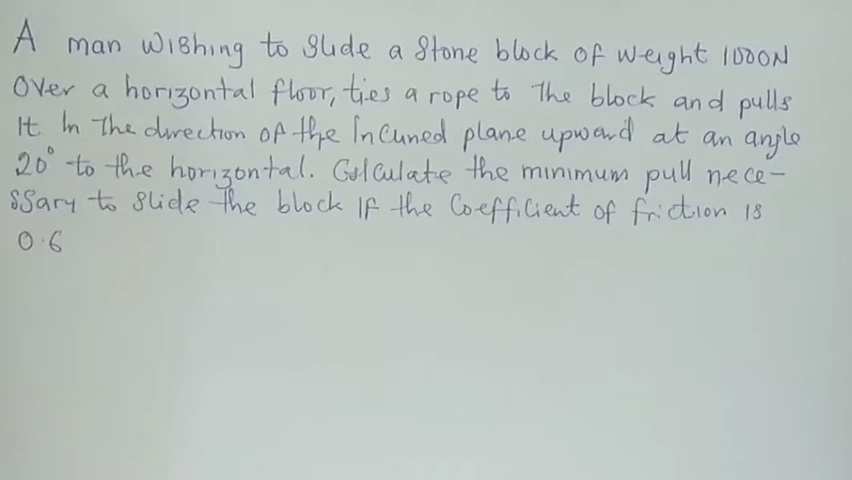 A man wishing to slide a stone block of weight 1000N
over a horizontal floor, ties a rope to the block and pulls
It in the direction of the Incuned plane upward at an angle
20° to the horizontal. Calculate the minimum pull nece-
ssary to slide the block if the coefficient of friction is
0.6